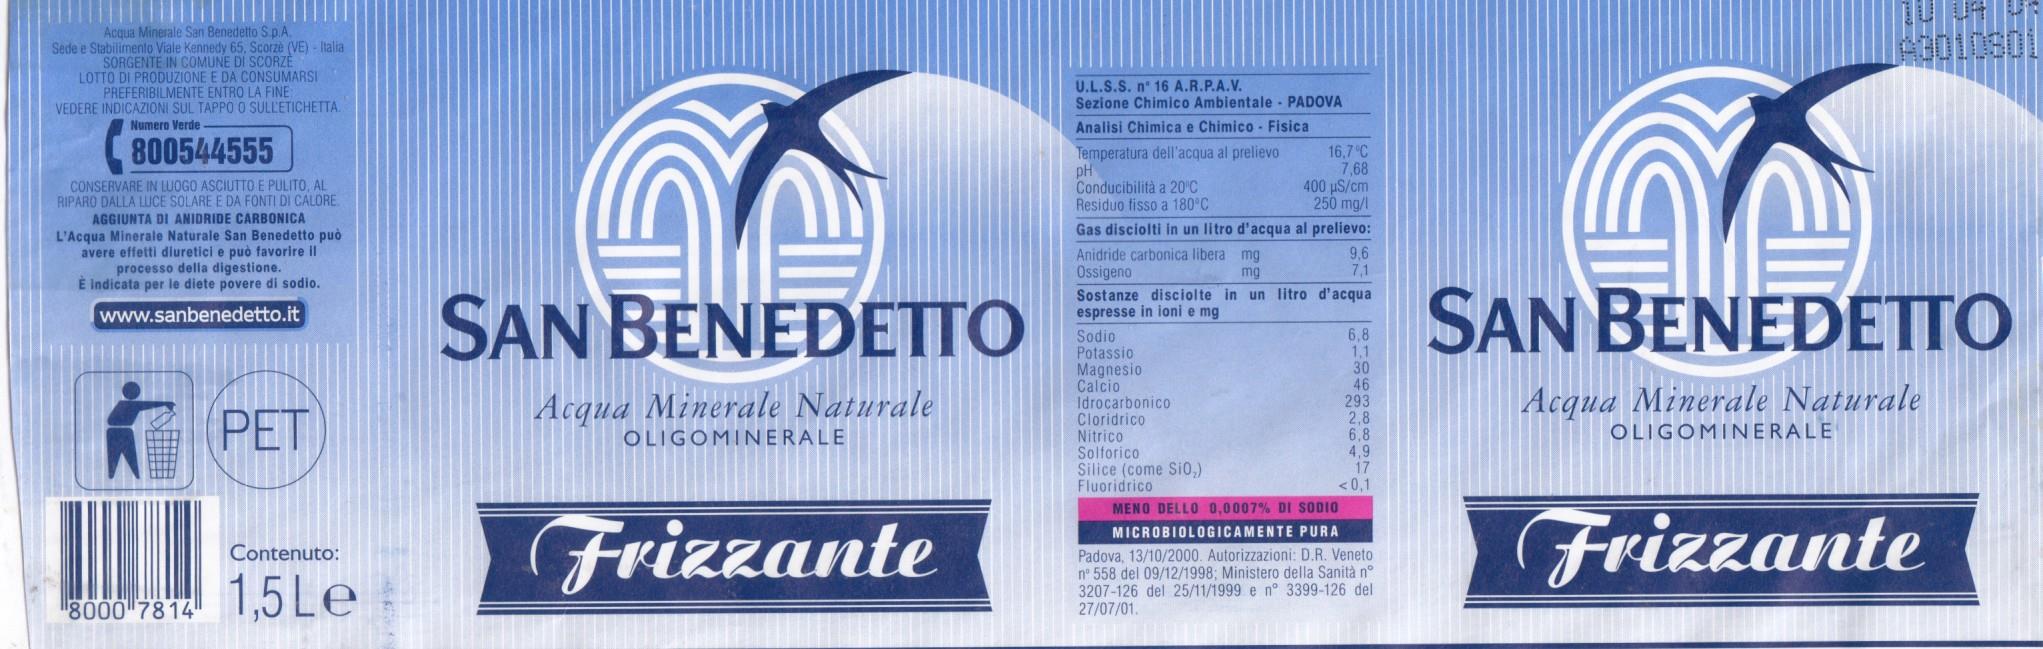 Acqua Minerale San Benedetto S.p.A.
Sede e Stabilimento Viale Kennedy 65, Scorzè (VE) - Italia
SORGENTE IN COMUNE DI SCORZÈ
LOTTO DI PRODUZIONE E DA CONSUMARSI
PREFERIBILMENTE ENTRO LA FINE:
VEDERE INDICAZIONI SUL TAPPO O SULL'ETICHETTA.
Numero Verde
800544555
CONSERVARE IN LUOGO ASCIUTTO E PULITO, AL
RIPARO DALLA LUCE SOLARE E DA FONTI DI CALORE.
AGGIUNTA DI ANIDRIDE CARBONICA
L'Acqua Minerale Naturale San Benedetto può
avere effetti diuretici e può favorire il
processo della digestione.
È indicata per le diete povere di sodio.
www.sanbenedetto.it
PET
8000 7814
Contenuto:
1,5 L e
SAN BENEDETTO
Acqua Minerale Naturale
OLIGOMINERALE
Frizzante
U.L.S.S. n° 16 A.R.P.A.V.
Sezione Chimico Ambientale - PADOVA
Analisi Chimica e Chimico - Fisica
Temperatura dell'acqua al prelievo 16,7°C
pH 7,68
Conducibilità a 20°C 400 µS/cm
Residuo fisso a 180°C 250 mg/l
Gas disciolti in un litro d'acqua al prelievo:
Anidride carbonica libera mg 9,6
Ossigeno mg 7,1
Sostanze disciolte in un litro d'acqua
espresse in ioni e mg
Sodio 6,8
Potassio 1,1
Magnesio 30
Calcio 46
Idrocarbonico 293
Cloridrico 2,8
Nitrico 6,8
Solforico 4,9
Silice (come SiO₂) 17
Fluoridrico <0,1
MENO DELLO 0,0007% DI SODIO
MICROBIOLOGICAMENTE PURA
Padova, 13/10/2000. Autorizzazioni: D.R. Veneto
n° 558 del 09/12/1998; Ministero della Sanità n°
3207-126 del 25/11/1999 e n° 3399-126 del
27/07/01.
10 04 04
A3010601
SAN BENEDETTO
Acqua Minerale Naturale
OLIGOMINERALE
Frizzante